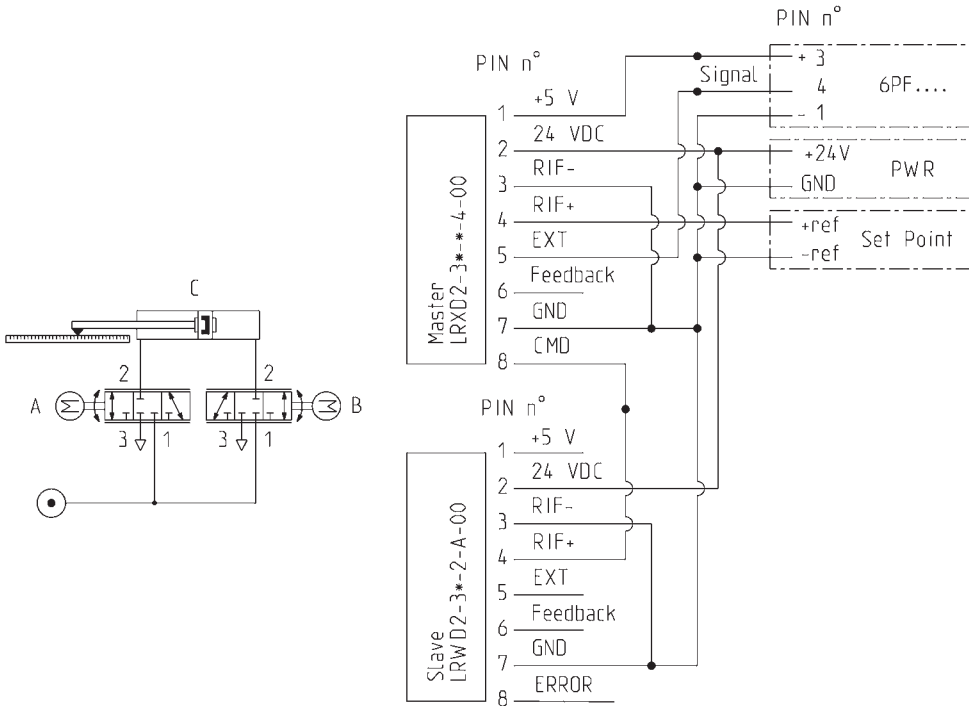 PIN n°
+ 3
4
- 1
6PF....
Signal
+24V
GND
PWR
+ref
-ref
Set Point
PIN n°
Master
LRXD2-3*-*-4-00
1 +5 V
2 24 VDC
3 RIF-
4 RIF+
5 EXT
6 Feedback
7 GND
8 CMD
PIN n°
Slave
LRWD2-3*-2-A-00
1 +5 V
2 24 VDC
3 RIF-
4 RIF+
5 EXT
6 Feedback
7 GND
8 ERROR
C
2 2
A M M B
3 1 3 1